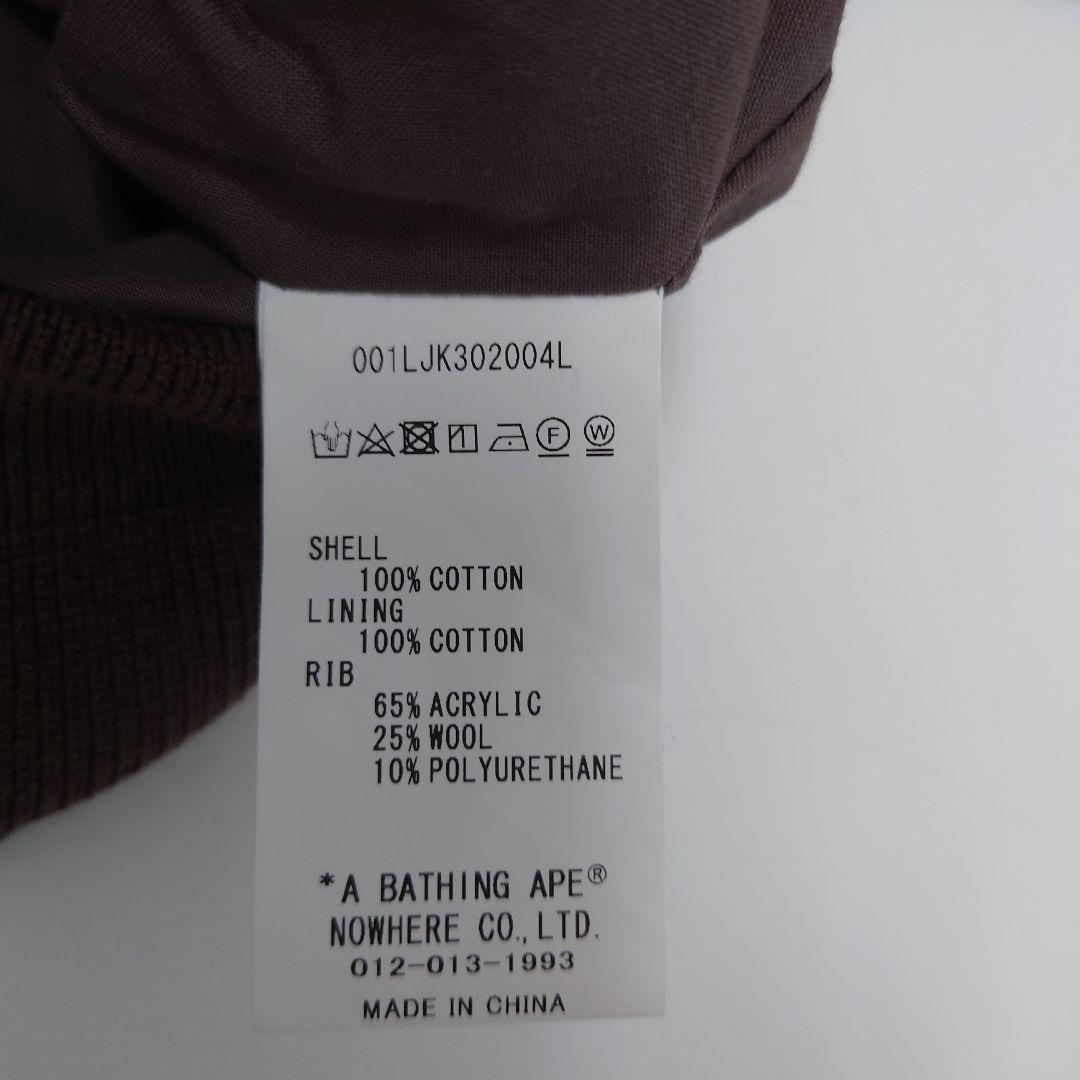 001LJK302004L
F W
SHELL
100% COTTON
LINING
100% COTTON
RIB
65% ACRYLIC
25% WOOL
10% POLYURETHANE
*A BATHING APE®
NOWHERE CO., LTD.
012-013-1993
MADE IN CHINA